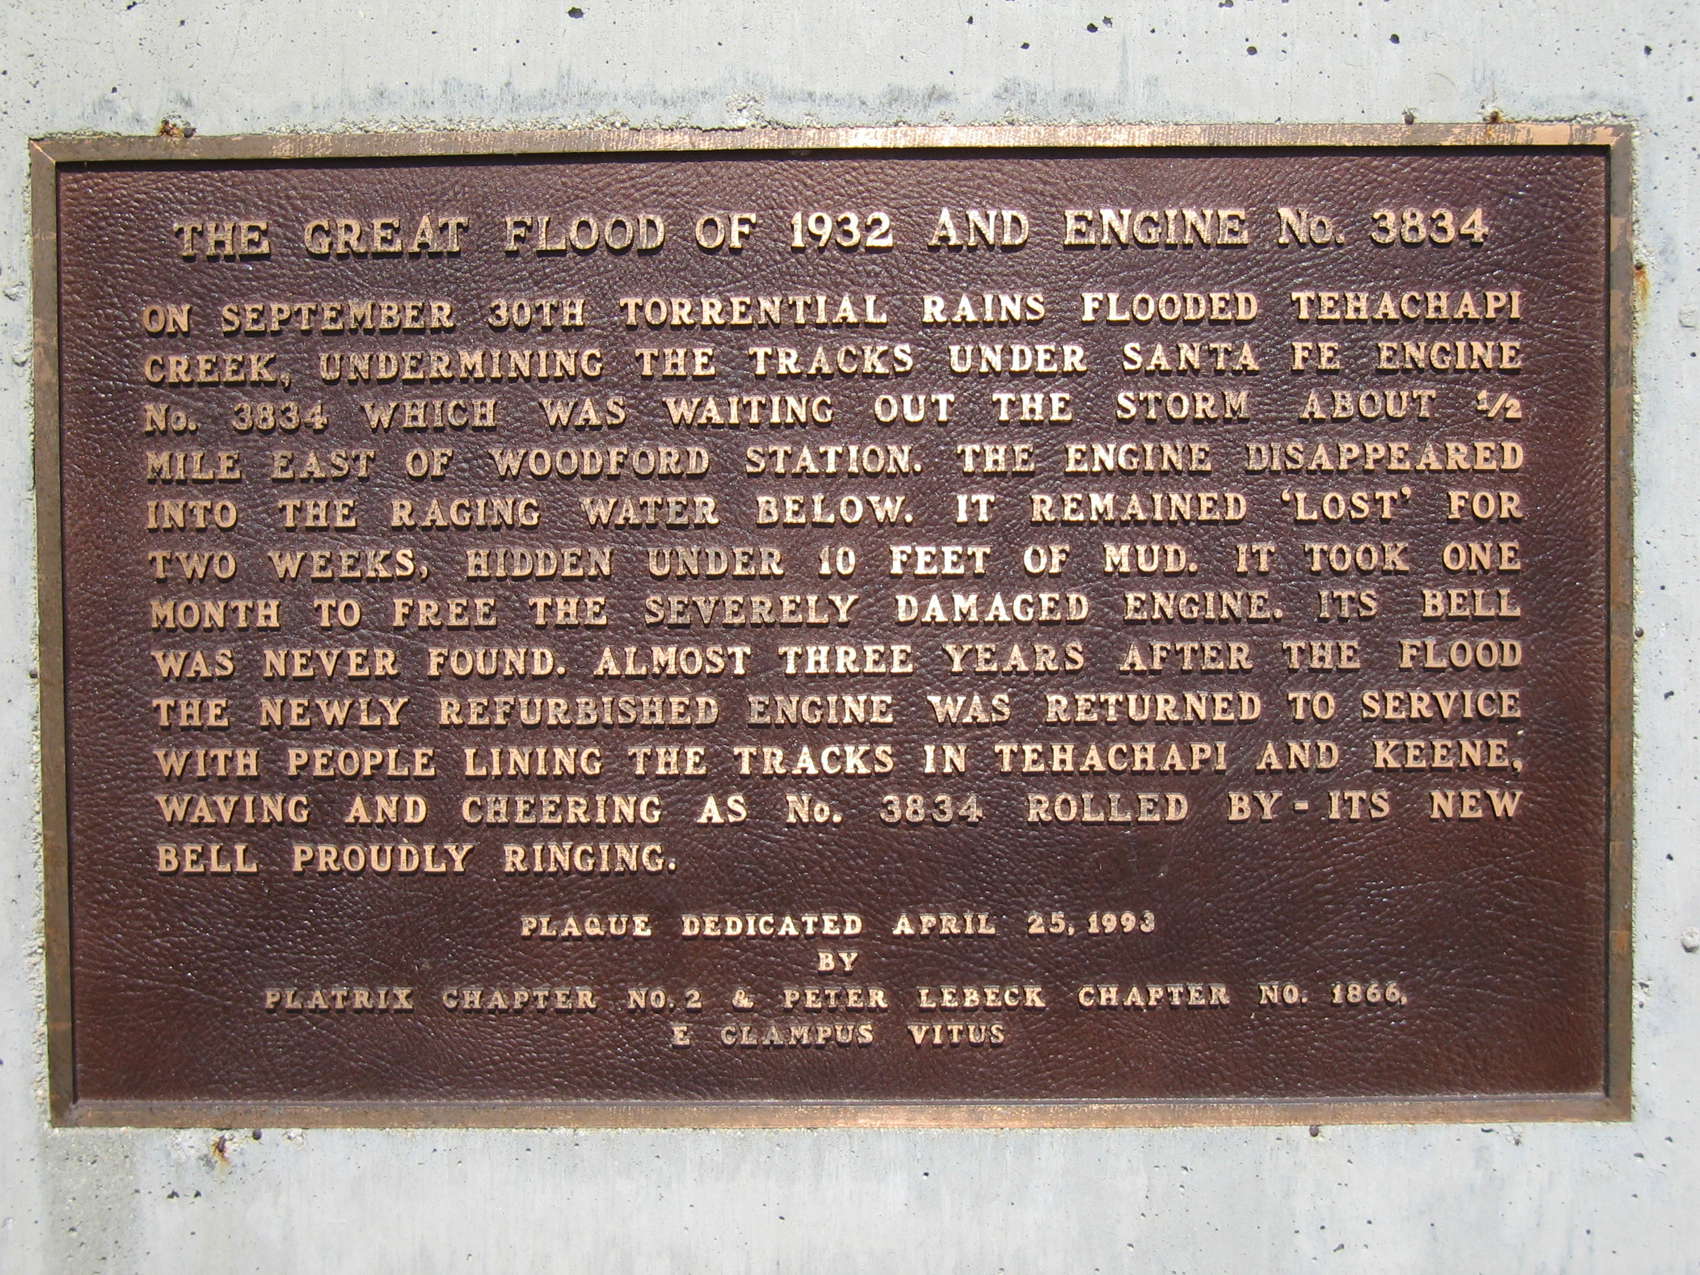 THE GREAT FLOOD OF 1932 AND ENGINE No. 3834
ON SEPTEMBER 30TH TORRENTIAL RAINS FLOODED TEHACHAPI
CREEK, UNDERMINING THE TRACKS UNDER SANTA FE ENGINE
No. 3834 WHICH WAS WAITING OUT THE STORM ABOUT 1/2
MILE EAST OF WOODFORD STATION. THE ENGINE DISAPPEARED
INTO THE RAGING WATER BELOW. IT REMAINED 'LOST' FOR
TWO WEEKS, HIDDEN UNDER 10 FEET OF MUD. IT TOOK ONE
MONTH TO FREE THE SEVERELY DAMAGED ENGINE. ITS BELL
WAS NEVER FOUND. ALMOST THREE YEARS AFTER THE FLOOD
THE NEWLY REFURBISHED ENGINE WAS RETURNED TO SERVICE
WITH PEOPLE LINING THE TRACKS IN TEHACHAPI AND KEENE,
WAVING AND CHEERING AS No. 3834 ROLLED BY - ITS NEW
BELL PROUDLY RINGING.
PLAQUE DEDICATED APRIL 25, 1993
BY
PLATRIX CHAPTER NO. 2 & PETER LEBECK CHAPTER NO. 1866,
E CLAMPUS VITUS